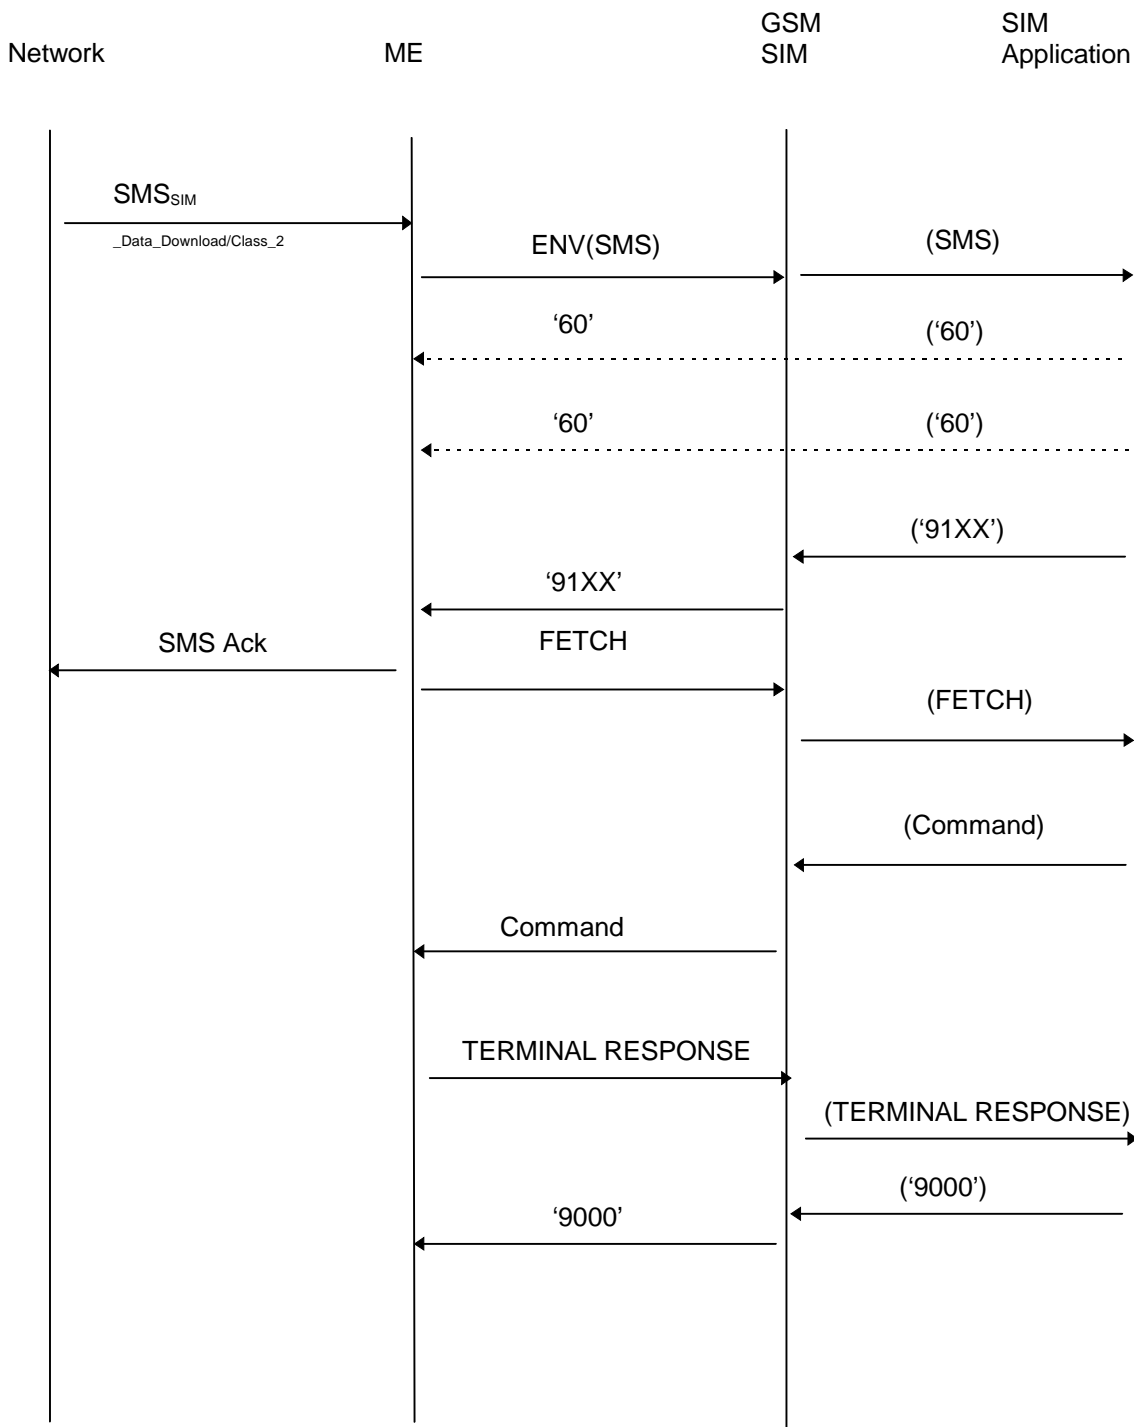 GSM SIM
Network ME SIM Application
SMSSIM
_Data_Download/Class_2
ENV(SMS) (SMS)
‘60’ (‘60’)
‘60’ (‘60’)
(‘91XX’)
‘91XX’
SMS Ack FETCH
(FETCH)
(Command)
Command
TERMINAL RESPONSE
(TERMINAL RESPONSE)
(‘9000’)
‘9000’